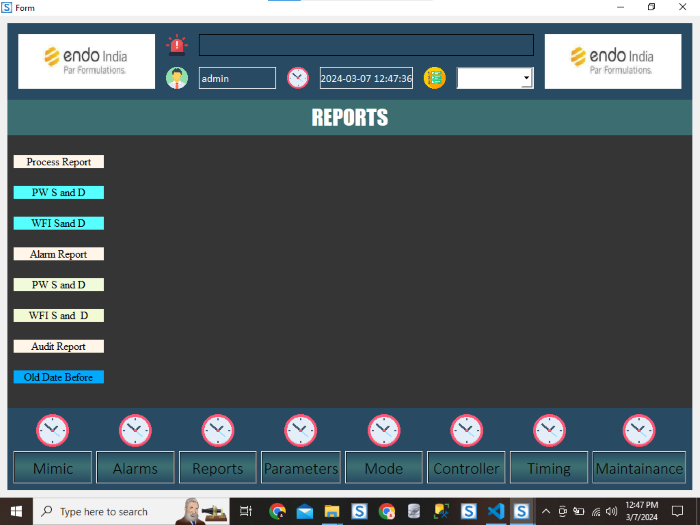 Form
endo India
Par Formulations.
admin
2024-03-07 12:47:36
endo India
Par Formulations.
REPORTS
Process Report
PW S and D
WFI Sand D
Alarm Report
PW S and D
WFI S and D
Audit Report
Old Date Before
Mimic
Alarms
Reports
Parameters
Mode
Controller
Timing
Maintainance
Type here to search
12:47 PM
3/7/2024